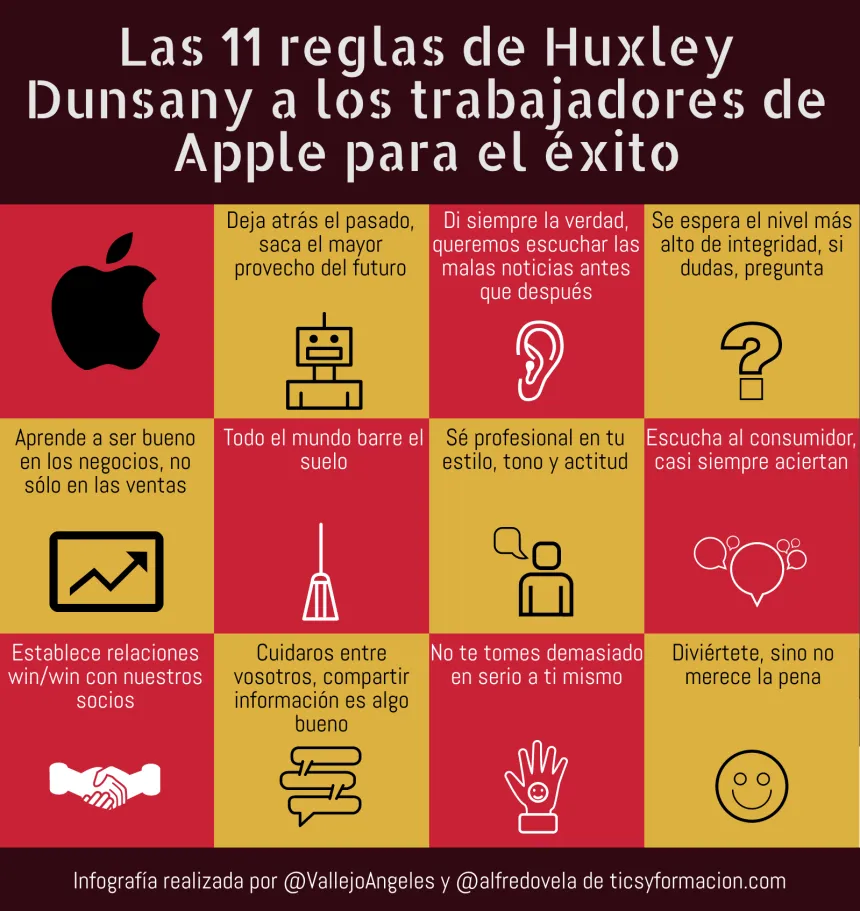 Las 11 reglas de Huxley
Dunsany a los trabajadores de
Apple para el éxito
Deja atrás el pasado,
saca el mayor
provecho del futuro
Di siempre la verdad,
queremos escuchar las
malas noticias antes
que después
Se espera el nivel más
alto de integridad, si
dudas, pregunta
Aprende a ser bueno
en los negocios, no
sólo en las ventas
Todo el mundo barre el
suelo
Sé profesional en tu
estilo, tono y actitud
Escucha al consumidor,
casi siempre aciertan
Establece relaciones
win/win con nuestros
socios
Cuidaros entre
vosotros, compartir
información es algo
bueno
No te tomes demasiado
en serio a ti mismo
Diviértete, sino no
merece la pena
Infografía realizada por @VallejoAngeles y @alfredovela de ticsyformacion.com